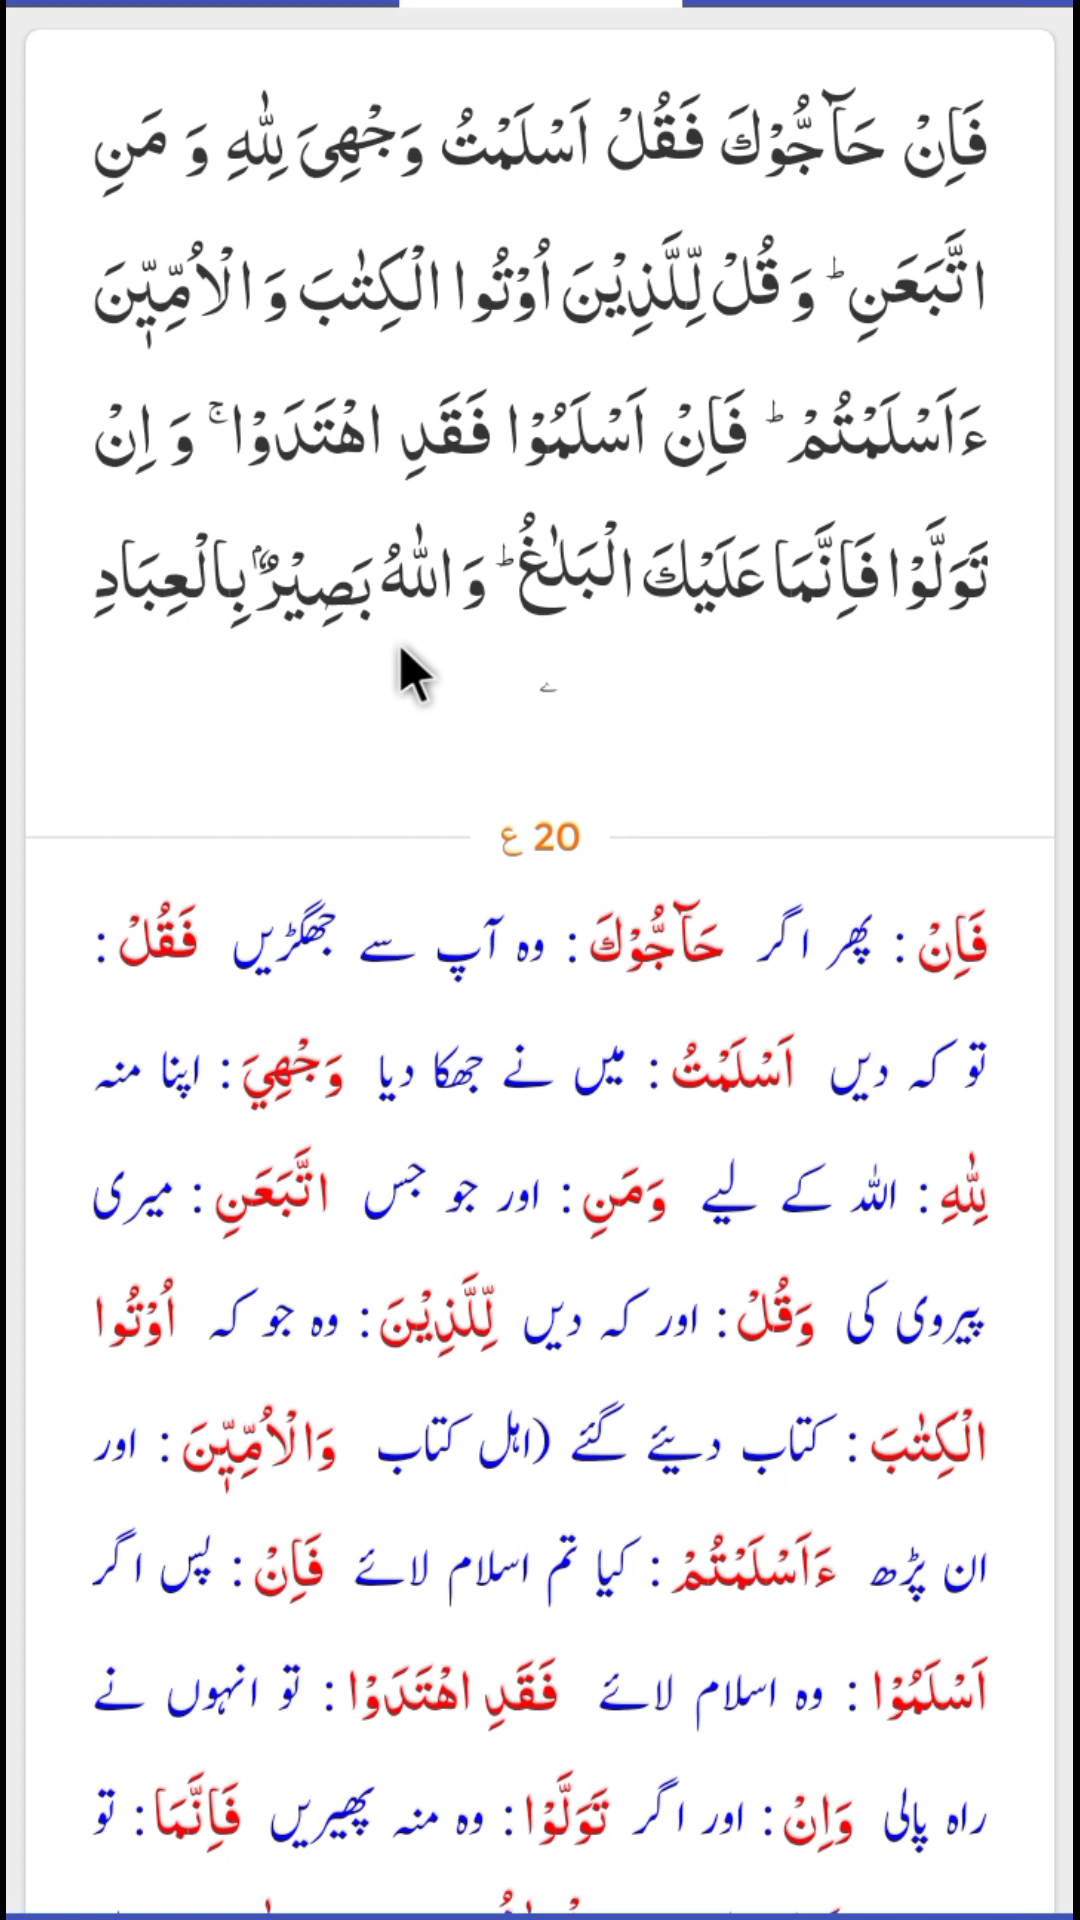 فَاِنْ حَآجُّوْكَ فَقُلْ اَسْلَمْتُ وَجْهِیَ لِلّٰهِ وَ مَنِ
اتَّبَعَنِ ؕ وَ قُلْ لِّلَّذِیْنَ اُوْتُوا الْكِتٰبَ وَ الْاُمِّیّٖنَ
ءَاَسْلَمْتُمْ ؕ فَاِنْ اَسْلَمُوْا فَقَدِ اهْتَدَوْا ۚ وَ اِنْ
تَوَلَّوْا فَاِنَّمَا عَلَیْكَ الْبَلٰغُ ؕ وَ اللّٰهُ بَصِیْرٌۢ بِالْعِبَادِ
ع 20
فَاِنْ : پھر اگر حَآجُّوْكَ : وہ آپ سے جھگڑیں فَقُلْ :
تو کہ دیں اَسْلَمْتُ : میں نے جھکا دیا وَجْهِيَ : اپنا منہ
لِلّٰهِ : اللہ کے لیے وَمَنِ : اور جو جس اتَّبَعَنِ : میری
پیروی کی وَقُلْ : اور کہ دیں لِّلَّذِيْنَ : وہ جو کہ اُوْتُوا
الْكِتٰبَ : کتاب دیئے گئے (اہل کتاب وَالْاُمِّيّٖنَ : اور
ان پڑھ ءَاَسْلَمْتُمْ : کیا تم اسلام لائے فَاِنْ : پس اگر
اَسْلَمُوْا : وہ اسلام لائے فَقَدِ اھْتَدَوْا : تو انہوں نے
راہ پالی وَاِنْ : اور اگر تَوَلَّوْا : وہ منہ پھیریں فَاِنَّمَا : تو